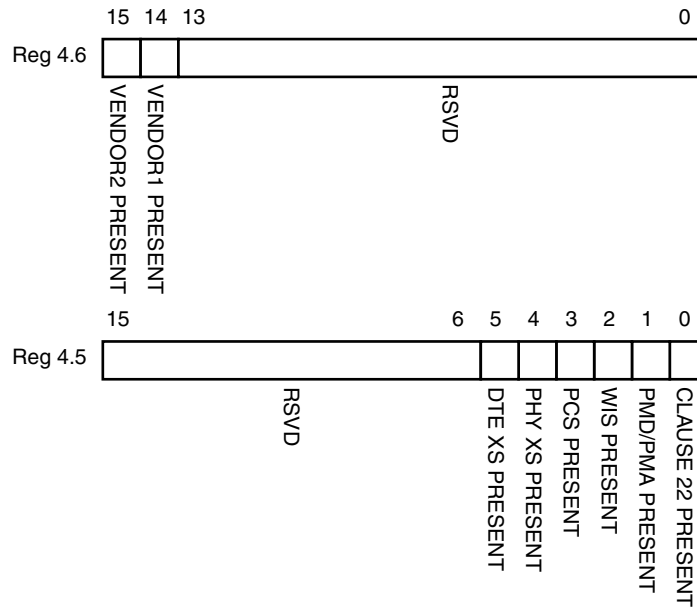 15 14 13 0
Reg 4.6
VENDOR2 PRESENT
VENDOR1 PRESENT
RSVD
15 6 5 4 3 2 1 0
Reg 4.5
RSVD
DTE XS PRESENT
PHY XS PRESENT
PCS PRESENT
WIS PRESENT
PMD/PMA PRESENT
CLAUSE 22 PRESENT